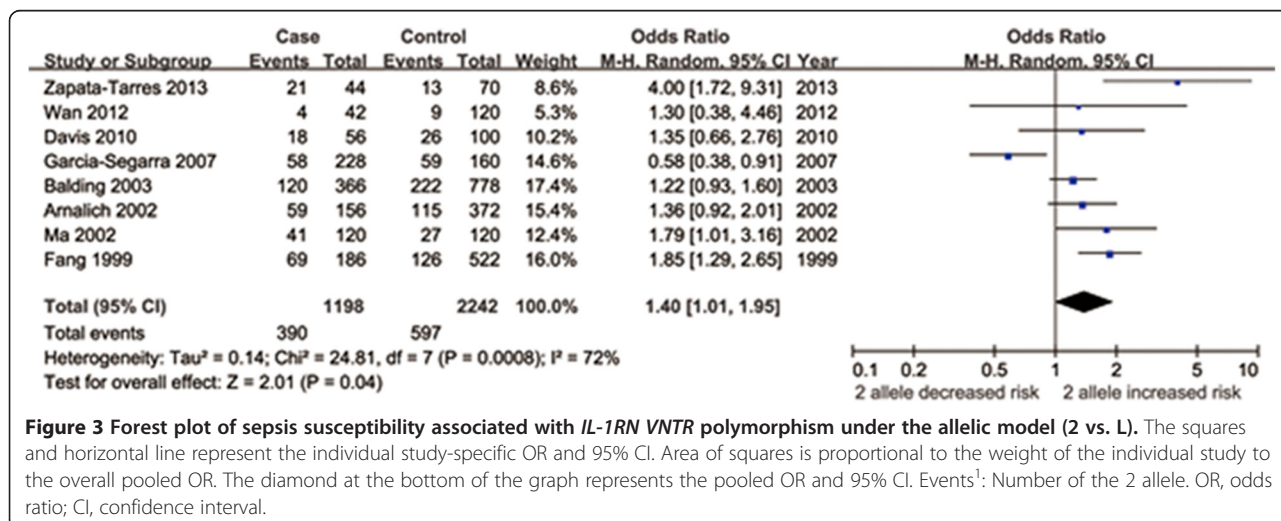 Case Control Odds Ratio Odds Ratio
Study or Subgroup Events Total Events Total Weight M-H. Random. 95% CI Year M-H. Random. 95% CI
Zapata-Tarres 2013 21 44 13 70 8.6% 4.00 [1.72, 9.31] 2013
Wan 2012 4 42 9 120 5.3% 1.30 [0.38, 4.46] 2012
Davis 2010 18 56 26 100 10.2% 1.35 [0.66, 2.76] 2010
Garcia-Segarra 2007 58 228 59 160 14.6% 0.58 [0.38, 0.91] 2007
Balding 2003 120 366 222 778 17.4% 1.22 [0.93, 1.60] 2003
Arnalich 2002 59 156 115 372 15.4% 1.36 [0.92, 2.01] 2002
Ma 2002 41 120 27 120 12.4% 1.79 [1.01, 3.16] 2002
Fang 1999 69 186 126 522 16.0% 1.85 [1.29, 2.65] 1999
Total (95% CI) 1198 2242 100.0% 1.40 [1.01, 1.95]
Total events 390 597
Heterogeneity: Tau² = 0.14; Chi² = 24.81, df = 7 (P = 0.0008); I² = 72%
Test for overall effect: Z = 2.01 (P = 0.04)
0.1 0.2 0.5 1 2 5 10
2 allele decreased risk 2 allele increased risk
Figure 3 Forest plot of sepsis susceptibility associated with IL-1RN VNTR polymorphism under the allelic model (2 vs. L). The squares
and horizontal line represent the individual study-specific OR and 95% CI. Area of squares is proportional to the weight of the individual study to
the overall pooled OR. The diamond at the bottom of the graph represents the pooled OR and 95% CI. Events¹: Number of the 2 allele. OR, odds
ratio; CI, confidence interval.